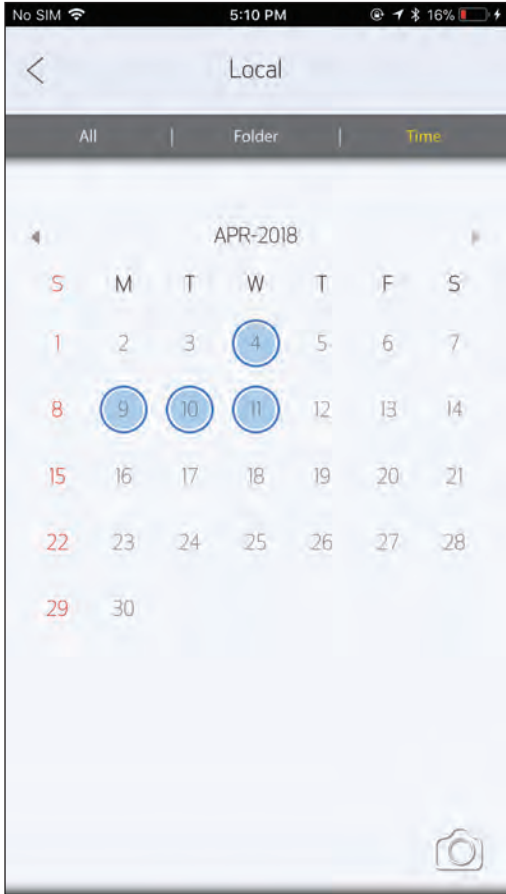 No SIM 5:10 PM 16%
Local
All | Folder | Time
APR-2018
S M T W T F S
1 2 3 4 5 6 7
8 9 10 11 12 13 14
15 16 17 18 19 20 21
22 23 24 25 26 27 28
29 30